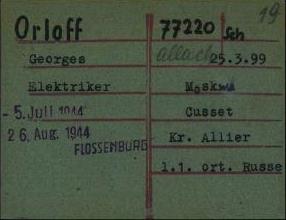 19
Orloff 77220 Sch
Georges Allach 25.3.99
Elektriker Moskau
- 5. Juli 1944 Cusset
26. Aug. 1944 Kr. Allier
FLOSSENBURG
l.1. ort. Russe